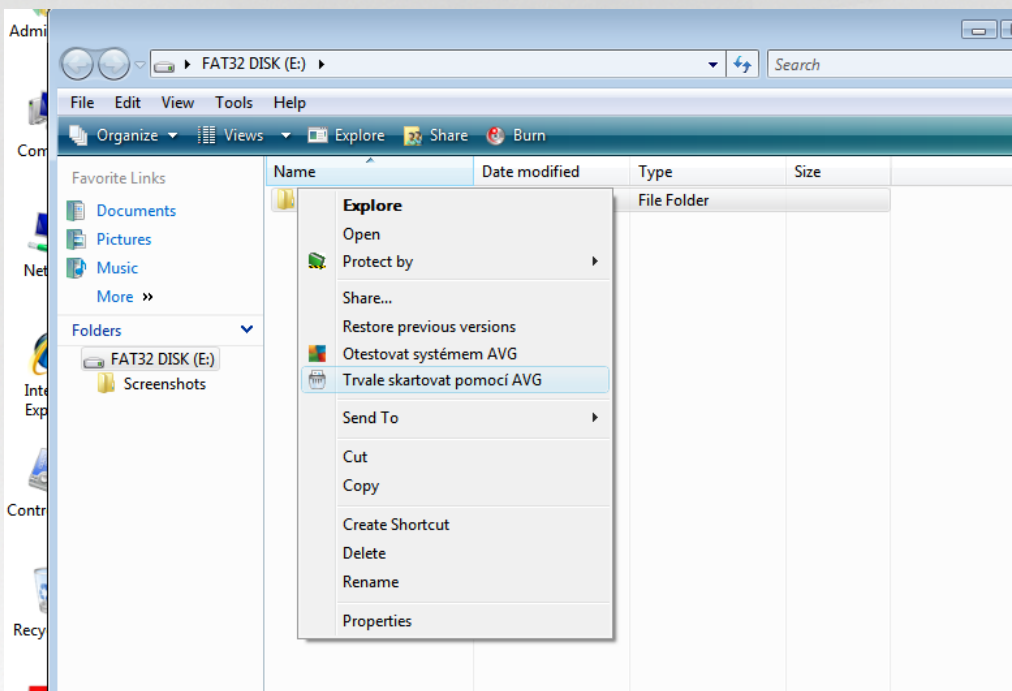 Admi
FAT32 DISK (E:)
Search
File Edit View Tools Help
Organize Views Explore Share Burn
Com
Favorite Links
Name Date modified Type Size
Documents
File Folder
Pictures
Net
Music
More »
Folders
FAT32 DISK (E:)
Screenshots
Inte
Exp
Contr
Recy
Explore
Open
Protect by
Share...
Restore previous versions
Otestovat systémem AVG
Trvale skartovat pomocí AVG
Send To
Cut
Copy
Create Shortcut
Delete
Rename
Properties